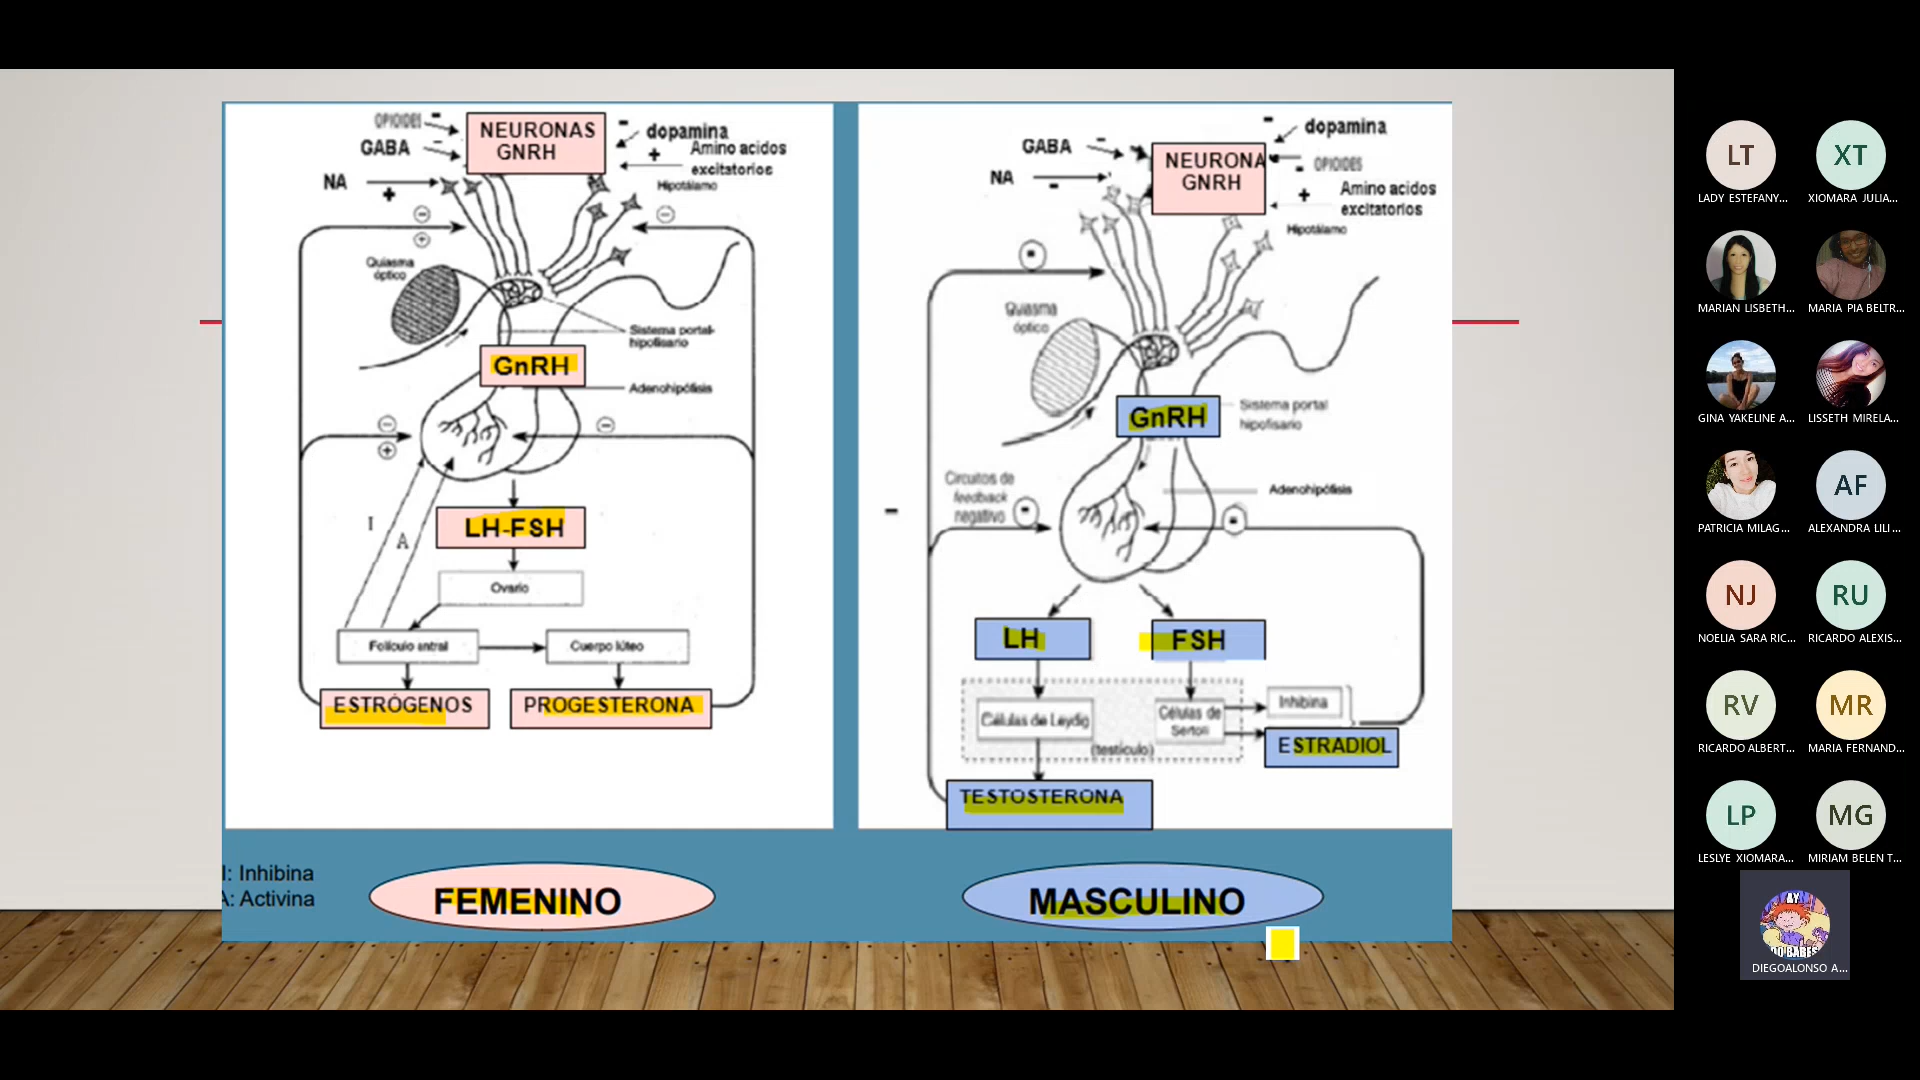 OPIOIDES -
GABA -
NA
+
NEURONAS
GNRH
- dopamina
+ Amino acidos
excitatorios
Hipotálamo
-
+
-
Quiasma
óptico
Sistema portal-
hipofisario
GnRH
Adenohipófisis
-
+
-
I
A
LH-FSH
Ovario
Folículo antral
Cuerpo lúteo
ESTRÓGENOS
PROGESTERONA
I: Inhibina
A: Activina
FEMENINO
GABA -
NA -
NEURONA
GNRH
- dopamina
- OPIOIDES
+ Amino acidos
excitatorios
Hipotálamo
-
Quiasma
óptico
GnRH
Sistema portal
hipofisario
Circuitos de
feedback
negativo
-
-
-
Adenohipófisis
LH
FSH
Células de Leydig
Células de
Sertoli
(testículo)
Inhibina
ESTRADIOL
TESTOSTERONA
MASCULINO
LT
LADY ESTEFANY...
XT
XIOMARA JULIA...
MARIAN LISBETH...
MARIA PIA BELTR...
GINA YAKELINE A...
LISSETH MIRELA...
PATRICIA MILAG...
AF
ALEXANDRA LILI ...
NJ
NOELIA SARA RIC...
RU
RICARDO ALEXIS...
RV
RICARDO ALBERT...
MR
MARIA FERNAND...
LP
LESLYE XIOMARA...
MG
MIRIAM BELEN T...
AY
DIEGOALONSO A...